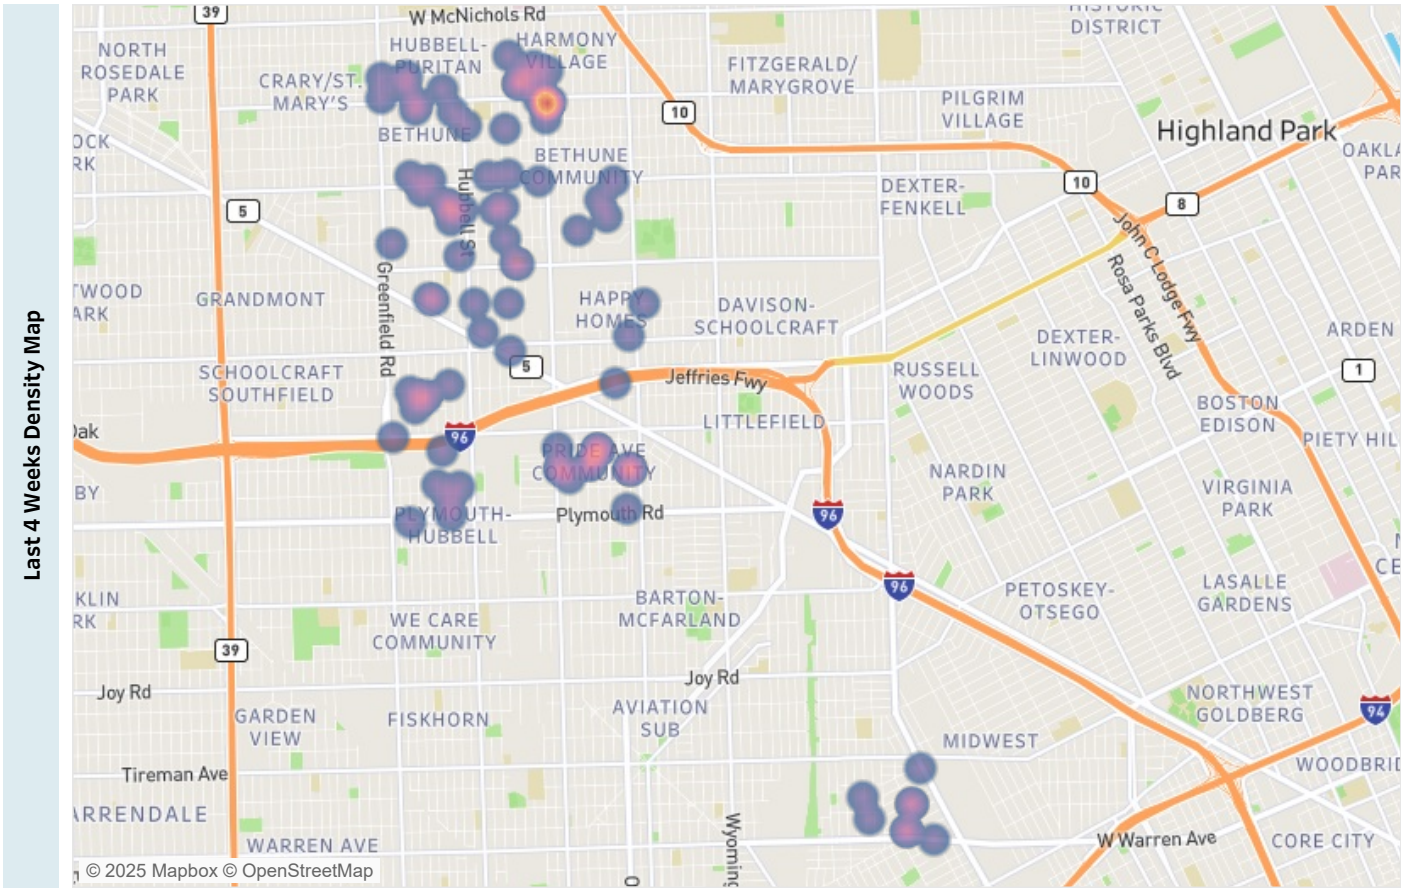 Last 4 Weeks Density Map
39
W McNichols Rd
HISTORIC
DISTRICT
NORTH
ROSEDALE
PARK
HUBBELL-
PURITAN
HARMONY
VILLAGE
CRARY/ST.
MARY'S
FITZGERALD/
MARYGROVE
10
PILGRIM
VILLAGE
Highland Park
BETHUNE
OCK
RK
BETHUNE
COMMUNITY
OAKLA
PAR
DEXTER-
FENKELL
10
8
5
Hubbell St
John C Lodge Fwy
Rosa Parks Blvd
Greenfield Rd
TWOOD
ARK
GRANDMONT
HAPPY
HOMES
DAVISON-
SCHOOLCRAFT
DEXTER-
LINWOOD
ARDEN
1
SCHOOLCRAFT
SOUTHFIELD
5
Jeffries Fwy
RUSSELL
WOODS
LITTLEFIELD
BOSTON
EDISON
Oak
96
PIETY HIL
PRIDE AVE
COMMUNITY
NARDIN
PARK
VIRGINIA
PARK
BY
PLYMOUTH-
HUBBELL
Plymouth Rd
96
N
CE
96
KLIN
RK
WE CARE
COMMUNITY
BARTON-
MCFARLAND
PETOSKEY-
OTSEGO
LASALLE
GARDENS
39
Joy Rd
Joy Rd
GARDEN
VIEW
FISKHORN
AVIATION
SUB
NORTHWEST
GOLDBERG
94
MIDWEST
Tireman Ave
WOODBRID
ARRENDALE
WARREN AVE
Wyoming
W Warren Ave
CORE CITY
© 2025 Mapbox © OpenStreetMap